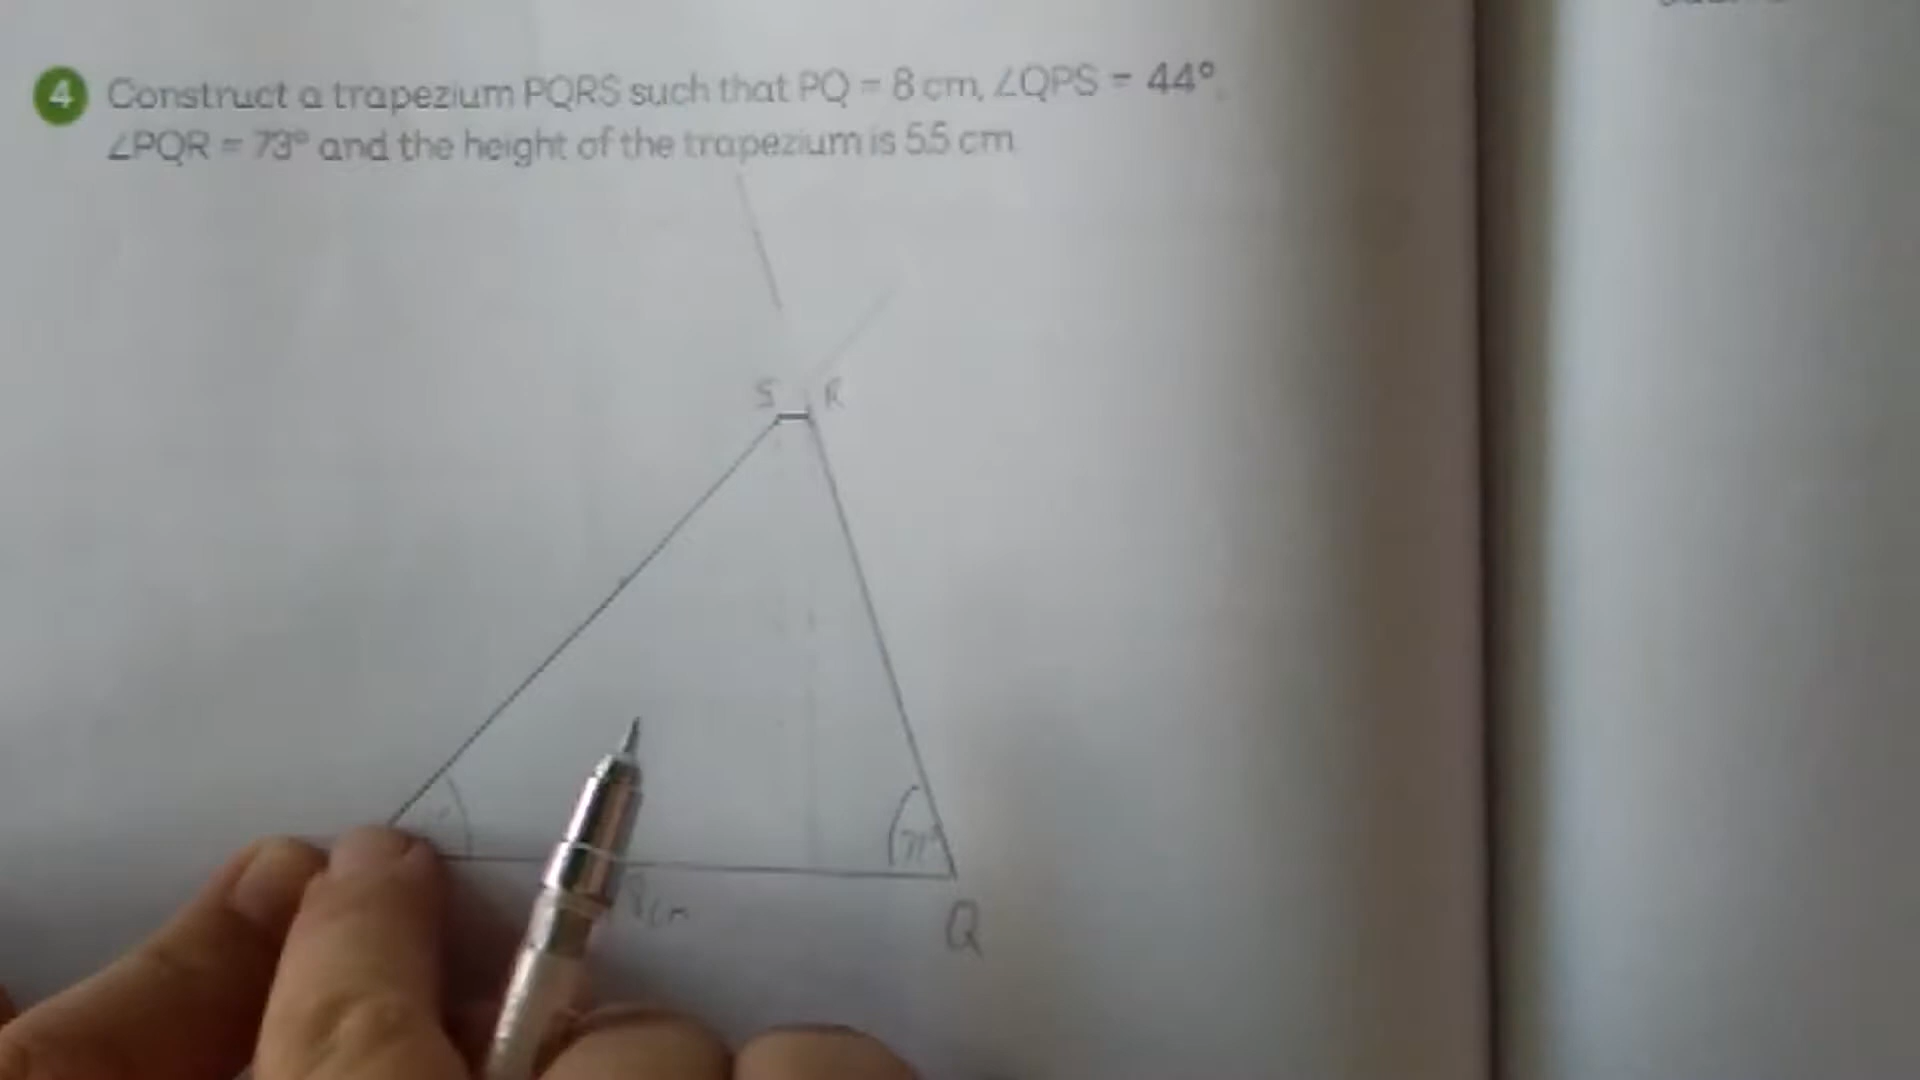 4 Construct a trapezium PQRS such that PQ = 8 cm, ∠QPS = 44°,
∠PQR = 73° and the height of the trapezium is 5.5 cm
S R
8cm
Q